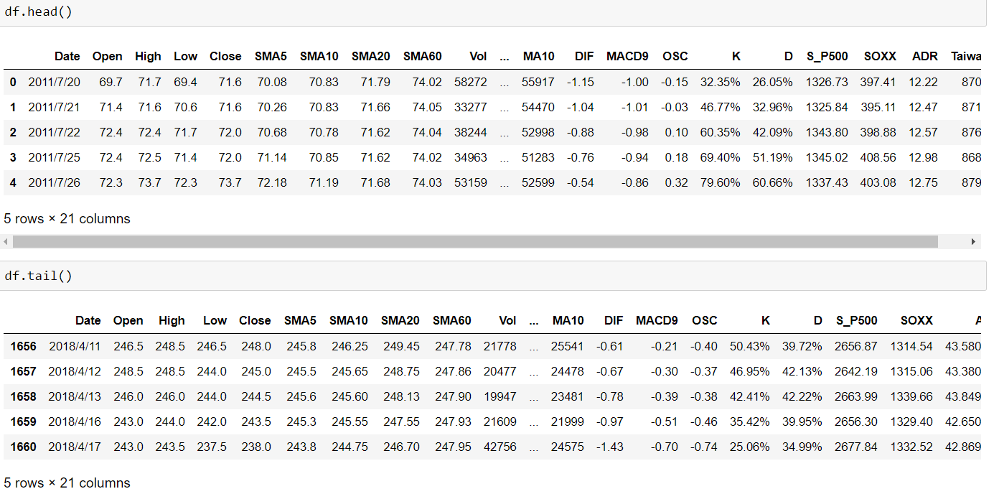 df.head()
Date Open High Low Close SMA5 SMA10 SMA20 SMA60 Vol ... MA10 DIF MACD9 OSC K D S_P500 SOXX ADR Taiwa
0 2011/7/20 69.7 71.7 69.4 71.6 70.08 70.83 71.79 74.02 58272 ... 55917 -1.15 -1.00 -0.15 32.35% 26.05% 1326.73 397.41 12.22 870
1 2011/7/21 71.4 71.6 70.6 71.6 70.26 70.83 71.66 74.05 33277 ... 54470 -1.04 -1.01 -0.03 46.77% 32.96% 1325.84 395.11 12.47 871
2 2011/7/22 72.4 72.4 71.7 72.0 70.68 70.78 71.62 74.04 38244 ... 52998 -0.88 -0.98 0.10 60.35% 42.09% 1343.80 398.88 12.57 876
3 2011/7/25 72.4 72.5 71.4 72.0 71.14 70.85 71.62 74.02 34963 ... 51283 -0.76 -0.94 0.18 69.40% 51.19% 1345.02 408.56 12.98 868
4 2011/7/26 72.3 73.7 72.3 73.7 72.18 71.19 71.68 74.03 53159 ... 52599 -0.54 -0.86 0.32 79.60% 60.66% 1337.43 403.08 12.75 879
5 rows × 21 columns
df.tail()
Date Open High Low Close SMA5 SMA10 SMA20 SMA60 Vol ... MA10 DIF MACD9 OSC K D S_P500 SOXX A
1656 2018/4/11 246.5 248.5 246.5 248.0 245.8 246.25 249.45 247.78 21778 ... 25541 -0.61 -0.21 -0.40 50.43% 39.72% 2656.87 1314.54 43.580
1657 2018/4/12 248.5 248.5 244.0 245.0 245.5 245.65 248.75 247.86 20477 ... 24478 -0.67 -0.30 -0.37 46.95% 42.13% 2642.19 1315.06 43.380
1658 2018/4/13 246.0 246.0 244.0 244.5 245.6 245.60 248.13 247.90 19947 ... 23481 -0.78 -0.39 -0.38 42.41% 42.22% 2663.99 1339.66 43.849
1659 2018/4/16 243.0 244.0 242.0 243.5 245.3 245.55 247.55 247.93 21609 ... 21999 -0.97 -0.51 -0.46 35.42% 39.95% 2656.30 1329.40 42.650
1660 2018/4/17 243.0 243.5 237.5 238.0 243.8 244.75 246.70 247.95 42756 ... 24575 -1.43 -0.70 -0.74 25.06% 34.99% 2677.84 1332.52 42.869
5 rows × 21 columns